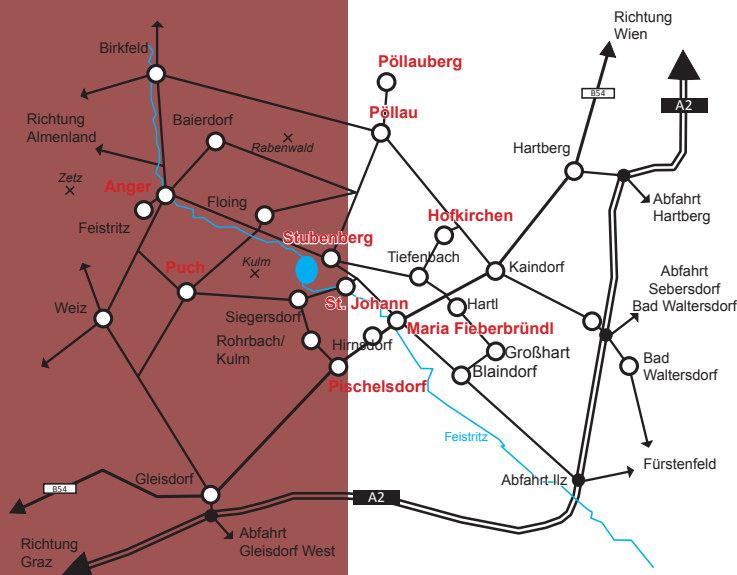 Richtung
Wien
Birkfeld
Pöllauberg
B54
A2
Pöllau
Richtung
Almenland
Baierdorf
Rabenwald
Hartberg
Zetz
Anger
Abfahrt
Hartberg
Floing
Feistritz
Hofkirchen
Stubenberg
Tiefenbach
Puch
Kulm
Kaindorf
Abfahrt
Sebersdorf
Bad Waltersdorf
Weiz
Siegersdorf
St. Johann
Hartl
Maria Fieberbründl
Rohrbach/
Kulm
Hirnsdorf
Großhart
Bad
Waltersdorf
Blaindorf
Pischelsdorf
Feistritz
Gleisdorf
Abfahrt Ilz
Fürstenfeld
B54
A2
Abfahrt
Gleisdorf West
Richtung
Graz